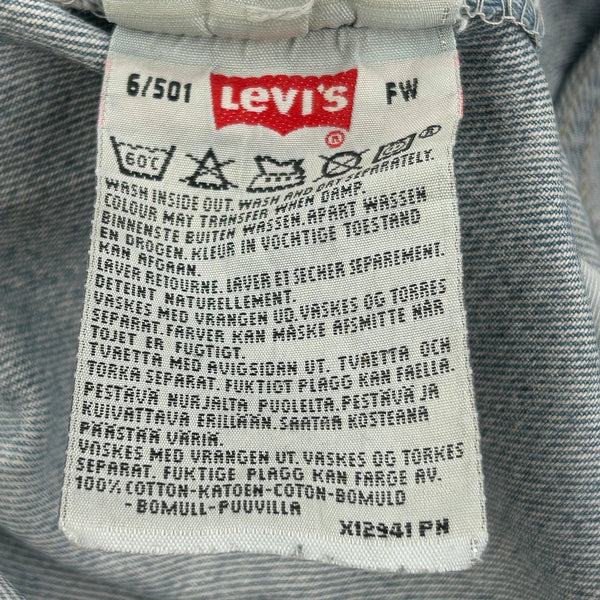 6/501 LEVI'S FW
®
60°C ®
WASH INSIDE OUT. WASH AND DRY SEPARATELY.
COLOUR MAY TRANSFER WHEN DAMP.
BINNENSTE BUITEN WASSEN. APART WASSEN
EN DROGEN. KLEUR IN VOCHTIGE TOESTAND
KAN AFGAAN.
LAVER RETOURNE. LAVER ET SECHER SEPAREMENT.
DETEINT NATURELLEMENT.
VASKES MED VRANGEN UD. VASKES OG TORRES
SEPARAT. FARVER KAN MÅSKE AFSMITTE NÅR
TOJET ER FUGTIGT.
TVAETTA MED AVIGSIDAN UT. TVAETTA OCH
TORKA SEPARAT. FUKTIGT PLAGG KAN FAELLA.
PESTÄVÄ NURJALTA PUOLELTA. PESTÄVÄ JA
KUIVATTAVA ERILLÄÄN. SAATAA KOSTEANA
PÄÄSTÄÄ VÄRIÄ.
VASKES MED VRANGEN UT. VASKES OG TORKES
SEPARAT. FUKTIGE PLAGG KAN FARGE AV.
100% COTTON-KATOEN-COTON-BOMULD
-BOMULL-PUUVILLA
X12941 PN